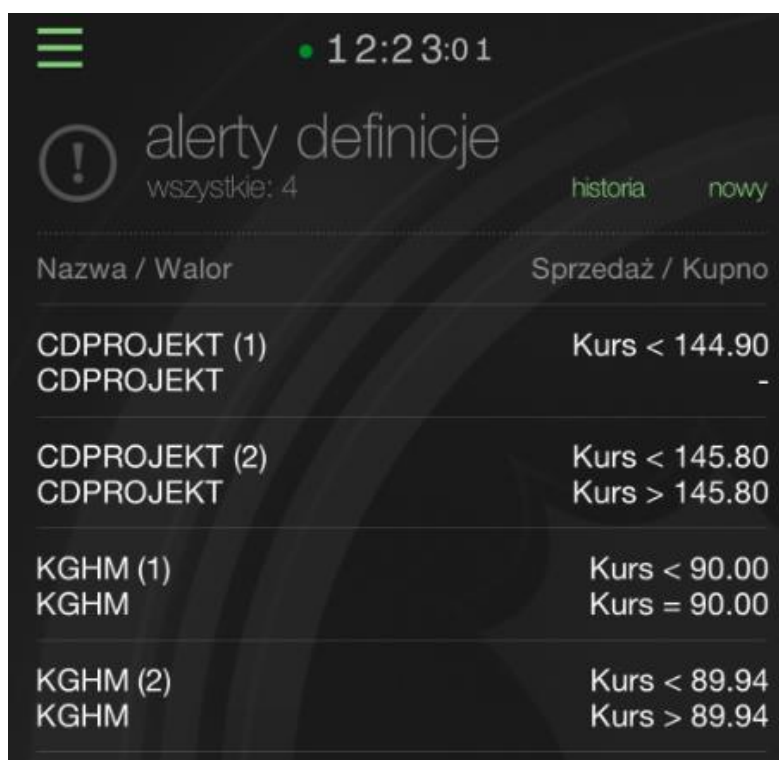 12:23:01
alerty definicje
wszystkie: 4
historia nowy
Nazwa / Walor Sprzedaż / Kupno
CDPROJEKT (1) Kurs < 144.90
CDPROJEKT -
CDPROJEKT (2) Kurs < 145.80
CDPROJEKT Kurs > 145.80
KGHM (1) Kurs < 90.00
KGHM Kurs = 90.00
KGHM (2) Kurs < 89.94
KGHM Kurs > 89.94